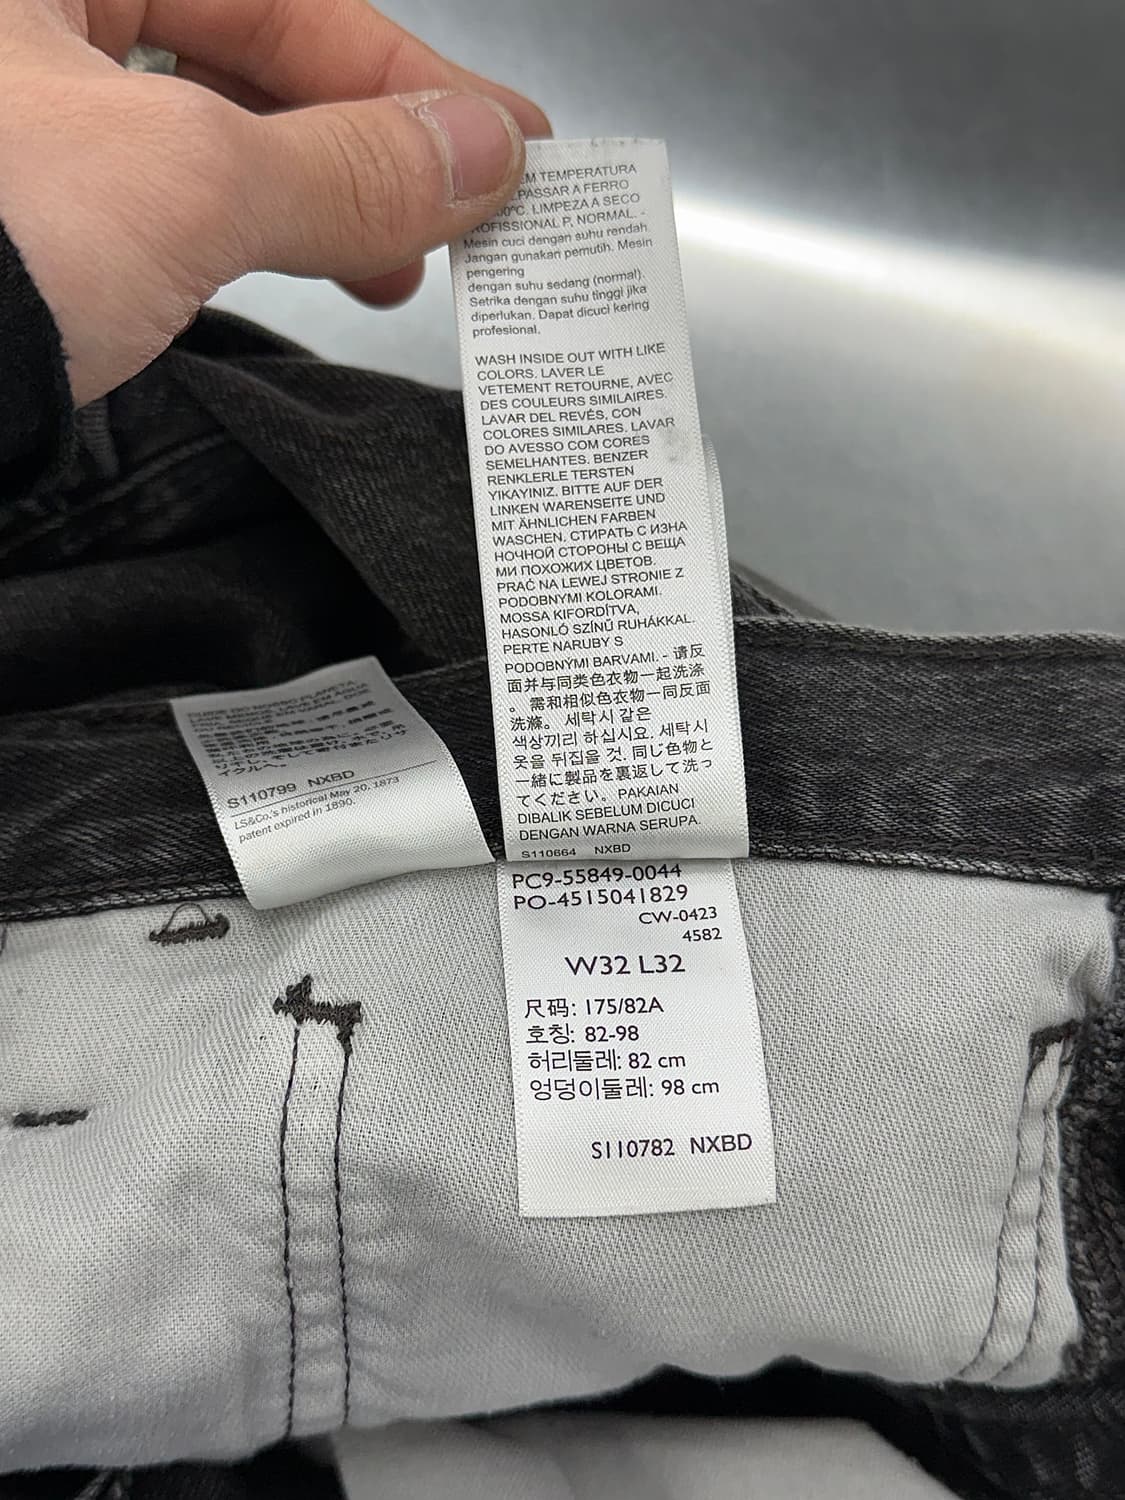 EM TEMPERATURA
PASSAR A FERRO
LIMPEZA A SECO
PROFISSIONAL P, NORMAL. -
Mesin cuci dengan suhu rendah.
Jangan gunakan pemutih. Mesin
pengering
dengan suhu sedang (normal).
Setrika dengan suhu tinggi jika
diperlukan. Dapat dicuci kering
profesional.
WASH INSIDE OUT WITH LIKE
COLORS. LAVER LE
VETEMENT RETOURNE, AVEC
DES COULEURS SIMILAIRES.
LAVAR DEL REVÉS, CON
COLORES SIMILARES. LAVAR
DO AVESSO COM CORES
SEMELHANTES. BENZER
RENKLERLE TERSTEN
YIKAYINIZ. BITTE AUF DER
LINKEN WARENSEITE UND
MIT ÄHNLICHEN FARBEN
WASCHEN. СТИРАТЬ С ИЗНА
НОЧНОЙ СТОРОНЫ С ВЕЩА
МИ ПОХОЖИХ ЦВЕТОВ.
PRAĆ NA LEWEJ STRONIE Z
PODOBNYMI KOLORAMI.
MOSSA KIFORDÍTVA,
HASONLÓ SZÍNŰ RUHÁKKAL.
PERTE NARUBY S
PODOBNÝMI BARVAMI. - 请反
面并与同类色衣物一起洗涤
。 需和相似色衣物一同反面
洗滌。 세탁시 같은
색상끼리 하십시요. 세탁시
옷을 뒤집을 것. 同じ色物と
一緒に製品を裏返して洗っ
てください。 PAKAIAN
DIBALIK SEBELUM DICUCI
DENGAN WARNA SERUPA.
S110664 NXBD
S110799 NXBD
LS&Co.'s historical May 20, 1873
patent expired in 1890.
PC9-55849-0044
PO-4515041829
CW-0423
4582
W32 L32
尺码: 175/82A
호칭: 82-98
허리둘레: 82 cm
엉덩이둘레: 98 cm
S110782 NXBD